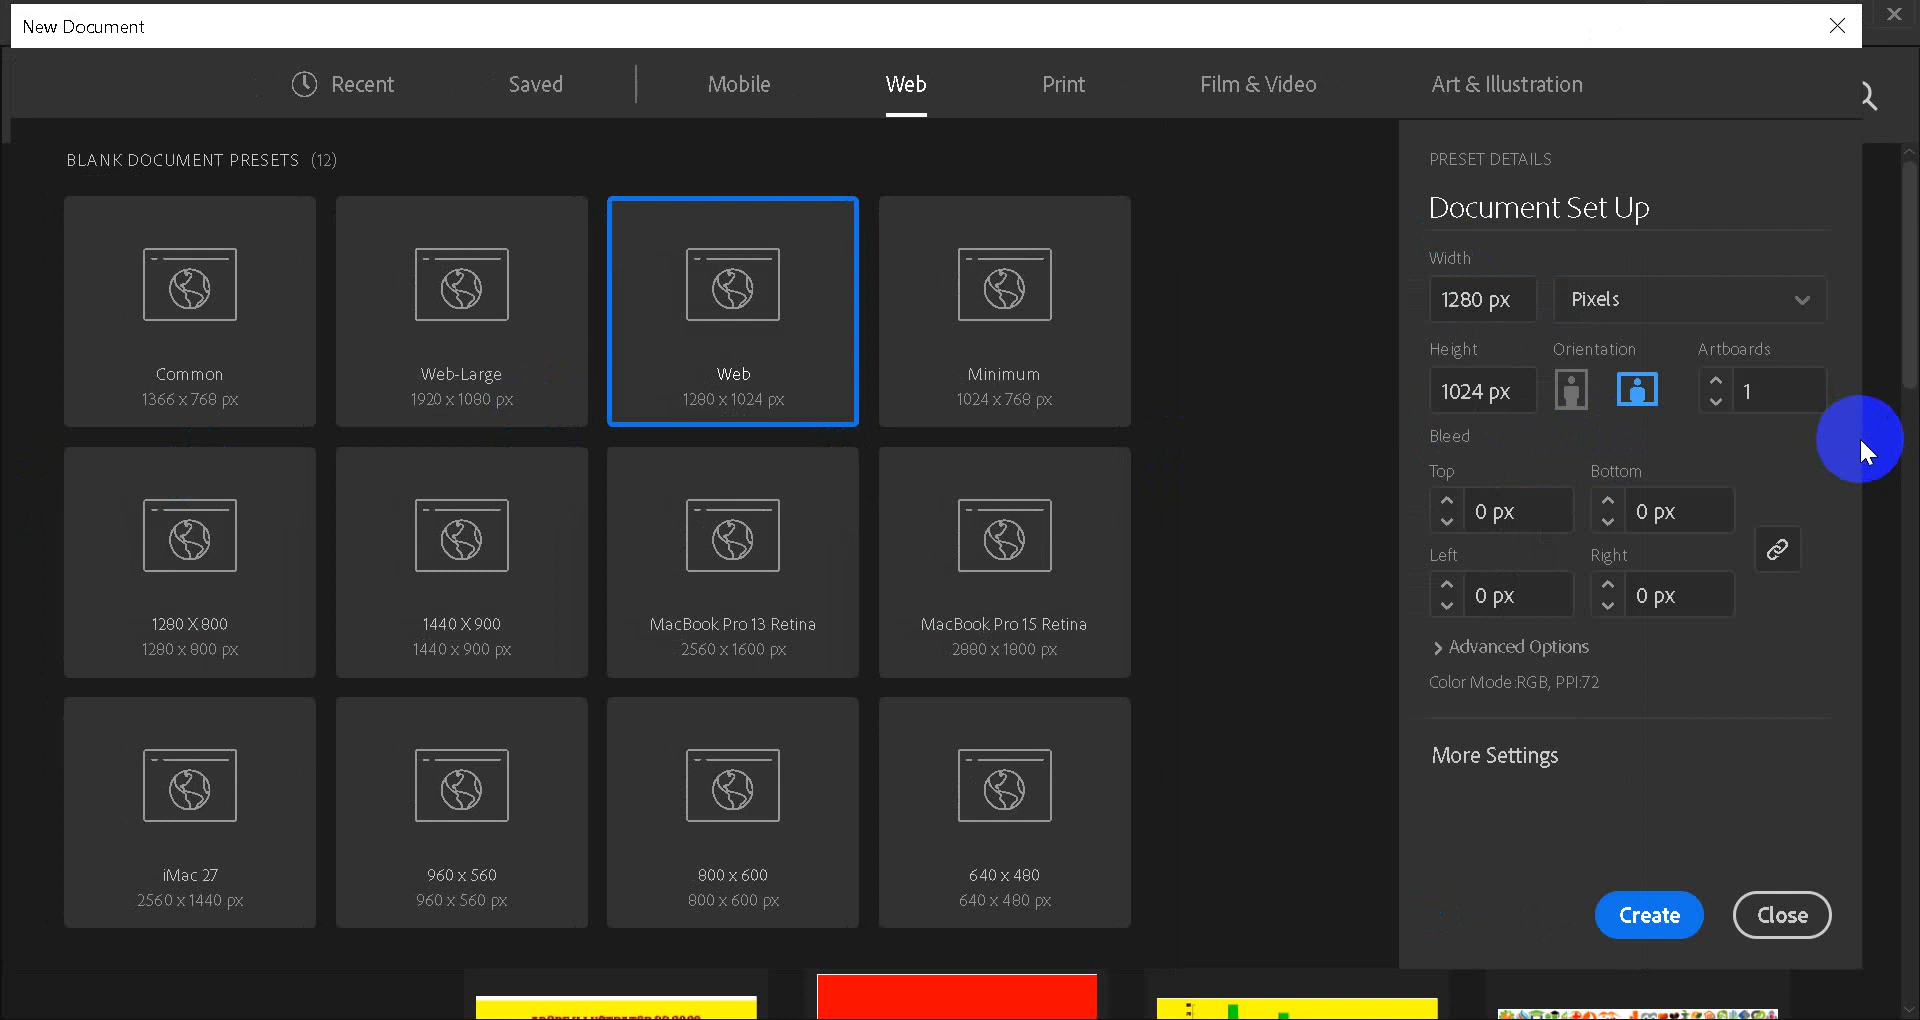 New Document
Recent
Saved
Mobile
Web
Print
Film & Video
Art & Illustration
BLANK DOCUMENT PRESETS (12)
Common
1366 x 768 px
Web-Large
1920 x 1080 px
Web
1280 x 1024 px
Minimum
1024 x 768 px
1280 X 800
1280 x 800 px
1440 X 900
1440 x 900 px
MacBook Pro 13 Retina
2560 x 1600 px
MacBook Pro 15 Retina
2880 x 1800 px
iMac 27
2560 x 1440 px
960 x 560
960 x 560 px
800 x 600
800 x 600 px
640 x 480
640 x 480 px
PRESET DETAILS
Document Set Up
Width
1280 px
Pixels
Height
Orientation
Artboards
1024 px
1
Bleed
Top
Bottom
0 px
0 px
Left
Right
0 px
0 px
Advanced Options
Color Mode:RGB, PPI:72
More Settings
Create
Close